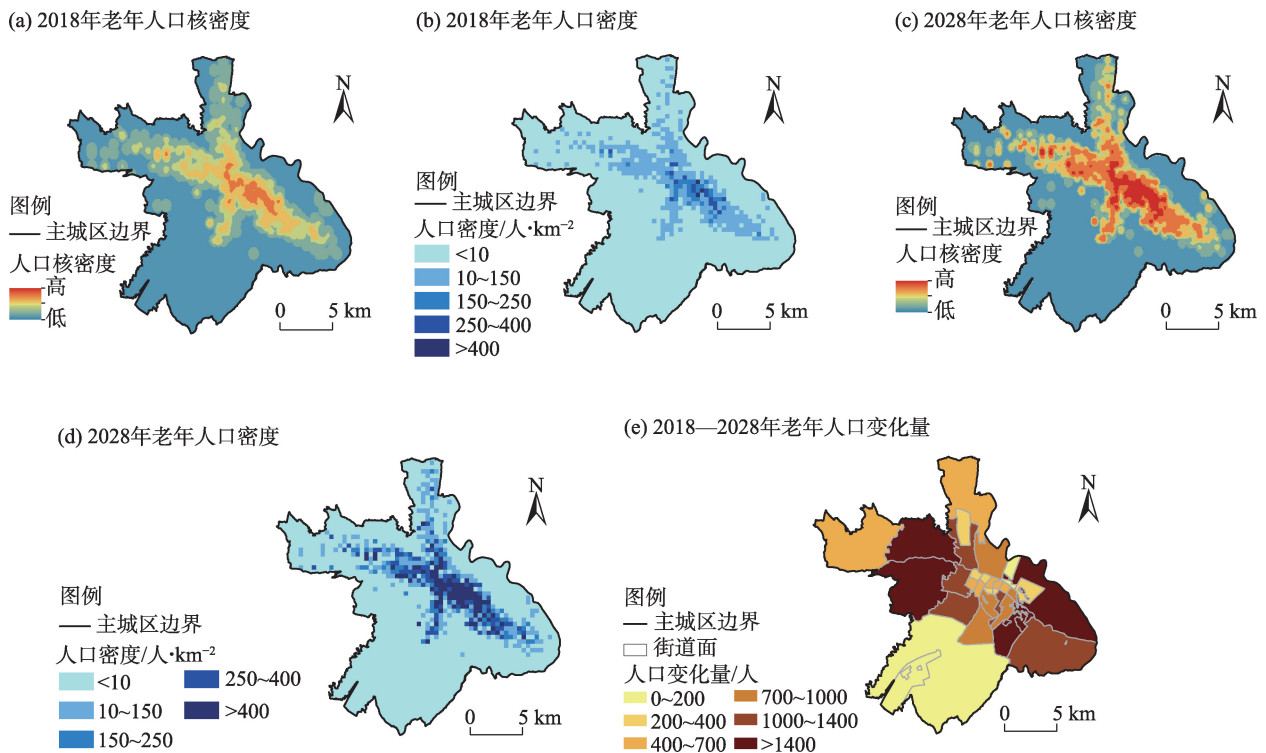 (a) 2018年老年人口核密度
N
图例
主城区边界
人口核密度
高
低
0 5 km
(b) 2018年老年人口密度
N
图例
主城区边界
人口密度/人·km⁻²
<10
10~150
150~250
250~400
>400
0 5 km
(c) 2028年老年人口核密度
N
图例
主城区边界
人口核密度
高
低
0 5 km
(d) 2028年老年人口密度
N
图例
主城区边界
人口密度/人·km⁻²
<10 250~400
10~150 >400
150~250
0 5 km
(e) 2018—2028年老年人口变化量
N
图例
主城区边界
街道面
人口变化量/人
0~200 700~1000
200~400 1000~1400
400~700 >1400
0 5 km